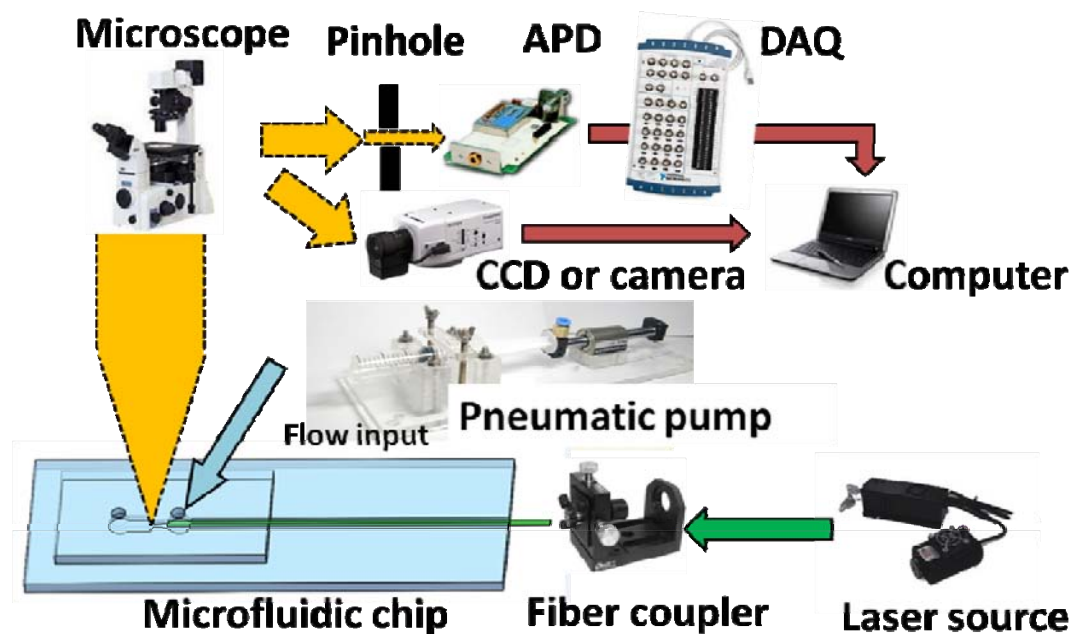 Microscope
Pinhole
APD
DAQ
CCD or camera
Computer
Pneumatic pump
Flow input
Microfluidic chip
Fiber coupler
Laser source